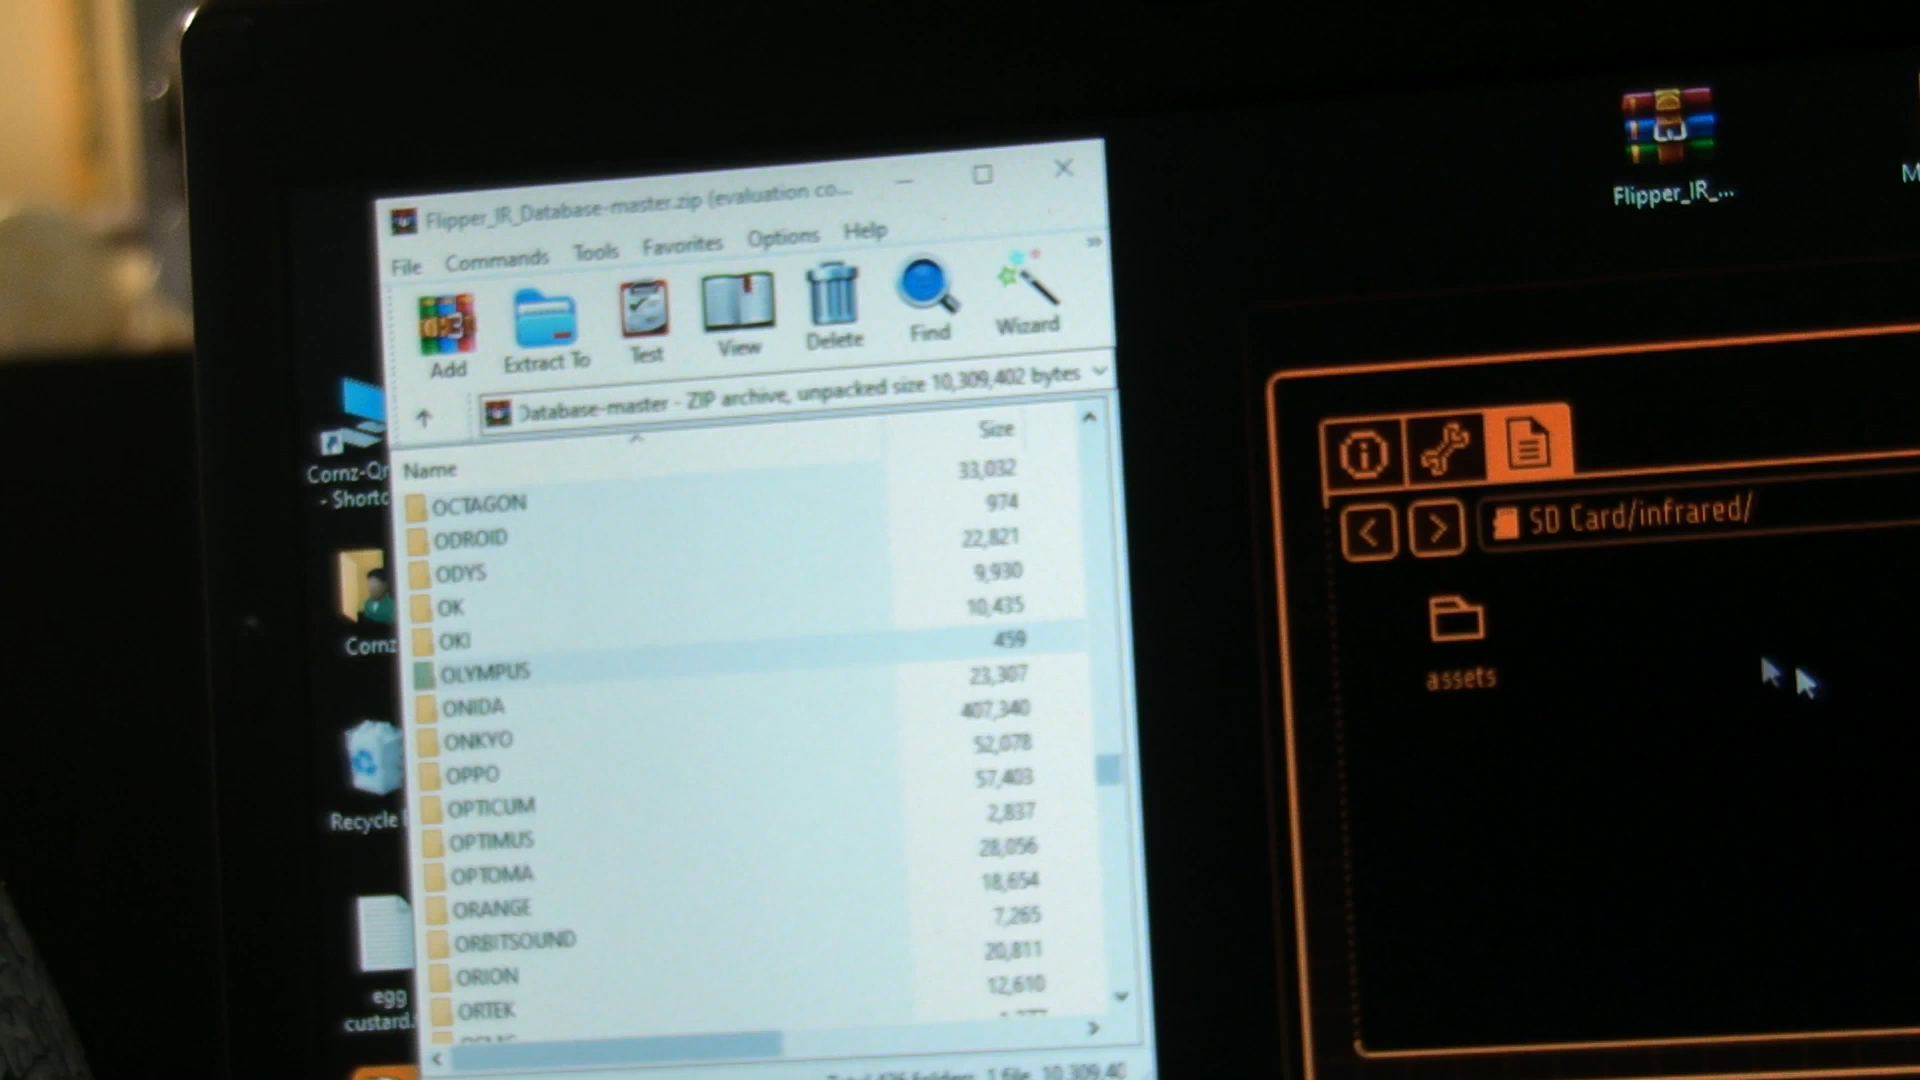 Flipper_IR_Database-master.zip (evaluation co...
File Commands Tools Favorites Options Help
Add Extract To Test View Delete Find Wizard
Database-master - ZIP archive, unpacked size 10,309,402 bytes
Name Size
33,032
OCTAGON 974
ODROID 22,821
ODYS 9,930
OK 10,435
OKI 459
OLYMPUS 23,307
ONIDA 407,340
ONKYO 52,078
OPPO 57,403
OPTICUM 2,837
OPTIMUS 28,056
OPTOMA 18,654
ORANGE 7,265
ORBITSOUND 20,811
ORION 12,610
ORTEK
Cornz-Qr
- Shortc
Cornz
Recycle
egg
custard.
Flipper_IR_...
M
SD Card/infrared/
assets